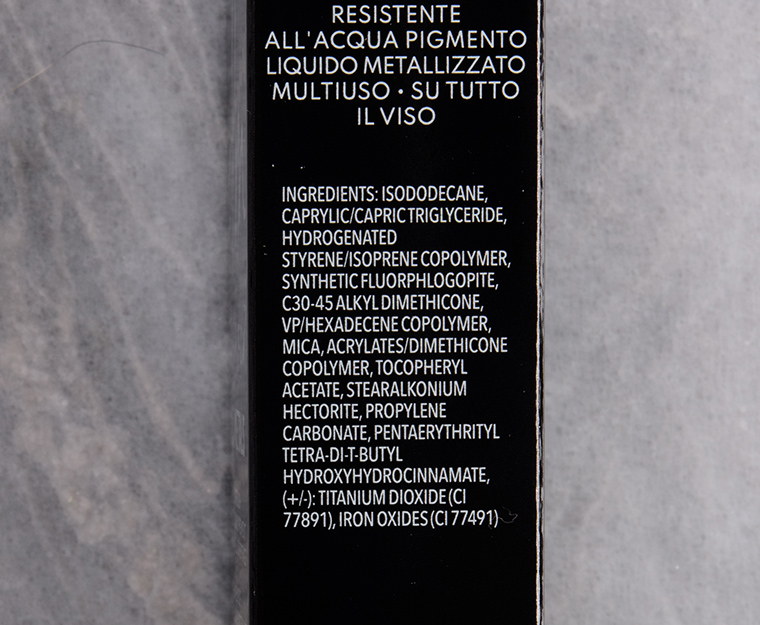 RESISTENTE
ALL'ACQUA PIGMENTO
LIQUIDO METALLIZZATO
MULTIUSO • SU TUTTO
IL VISO
INGREDIENTS: ISODODECANE,
CAPRYLIC/CAPRIC TRIGLYCERIDE,
HYDROGENATED
STYRENE/ISOPRENE COPOLYMER,
SYNTHETIC FLUORPHLOGOPITE,
C30-45 ALKYL DIMETHICONE,
VP/HEXADECENE COPOLYMER,
MICA, ACRYLATES/DIMETHICONE
COPOLYMER, TOCOPHERYL
ACETATE, STEARALKONIUM
HECTORITE, PROPYLENE
CARBONATE, PENTAERYTHRITYL
TETRA-DI-T-BUTYL
HYDROXYHYDROCINNAMATE,
(+/-): TITANIUM DIOXIDE (CI
77891), IRON OXIDES (CI 77491)